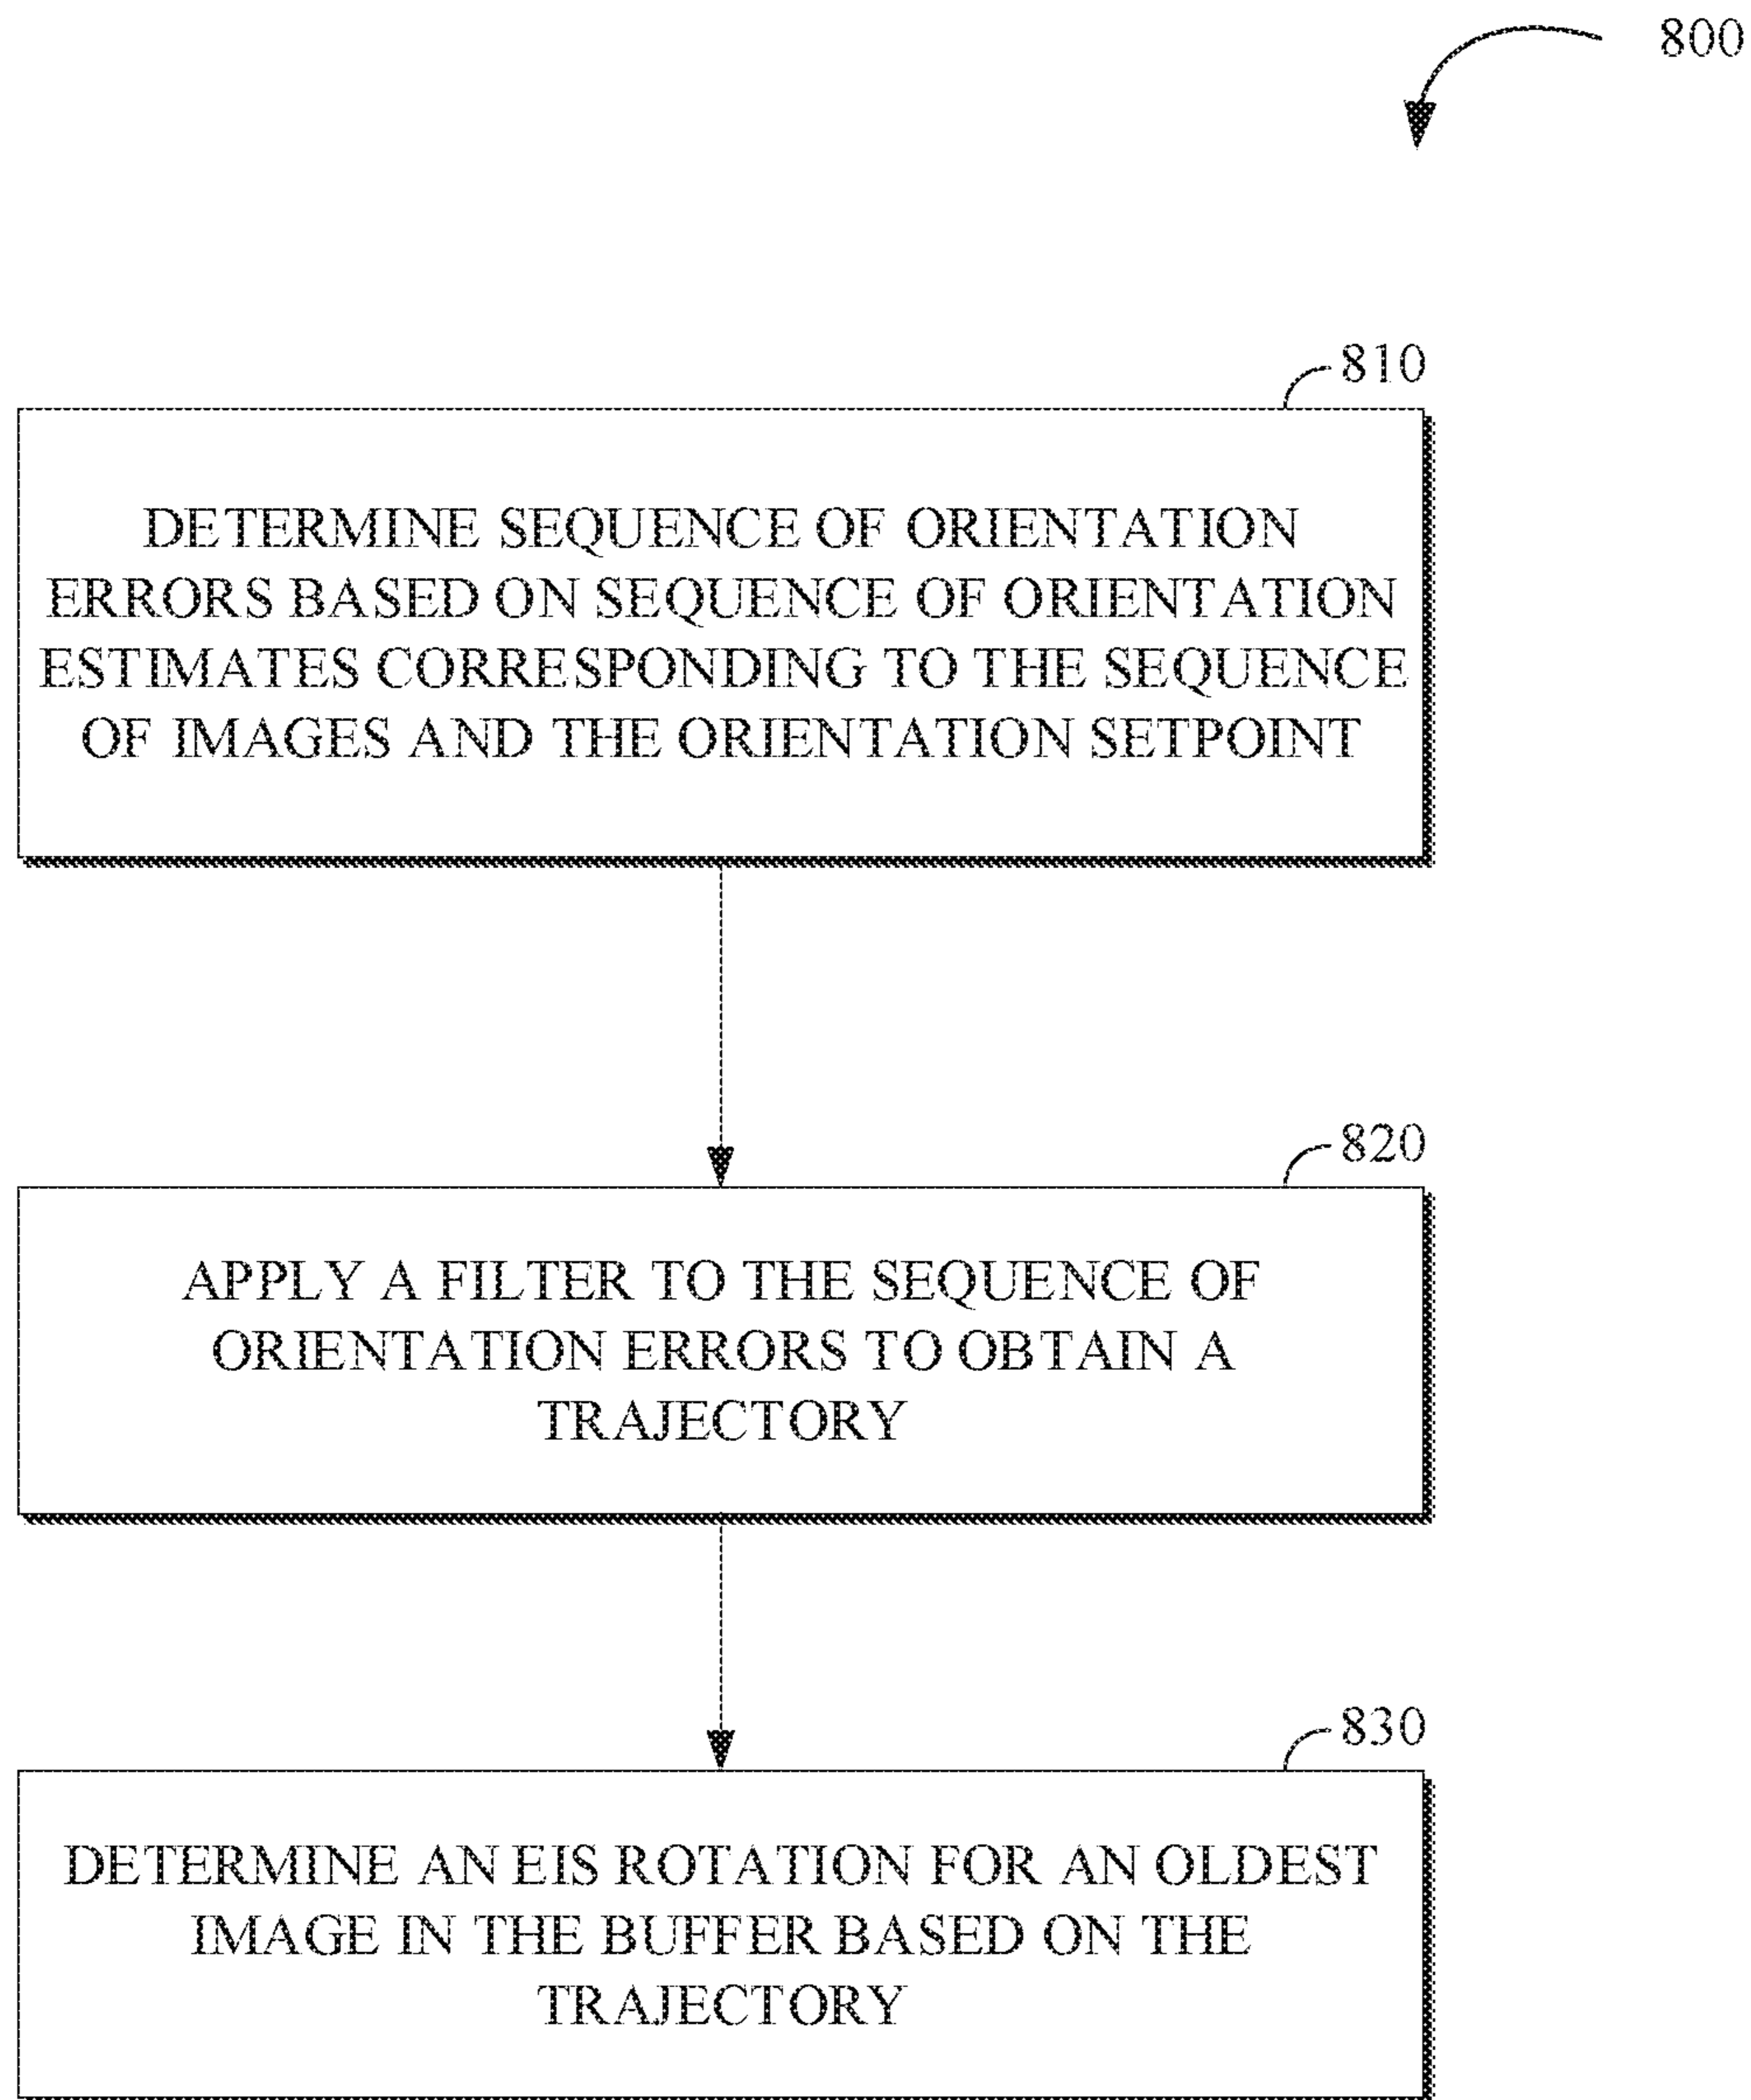 800
810
DETERMINE SEQUENCE OF ORIENTATION
ERRORS BASED ON SEQUENCE OF ORIENTATION
ESTIMATES CORRESPONDING TO THE SEQUENCE
OF IMAGES AND THE ORIENTATION SETPOINT
820
APPLY A FILTER TO THE SEQUENCE OF
ORIENTATION ERRORS TO OBTAIN A
TRAJECTORY
830
DETERMINE AN EIS ROTATION FOR AN OLDEST
IMAGE IN THE BUFFER BASED ON THE
TRAJECTORY